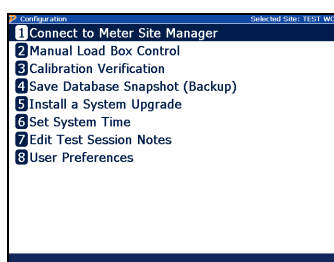 Configuration Selected Site: TEST WO
1 Connect to Meter Site Manager
2 Manual Load Box Control
3 Calibration Verification
4 Save Database Snapshot (Backup)
5 Install a System Upgrade
6 Set System Time
7 Edit Test Session Notes
8 User Preferences